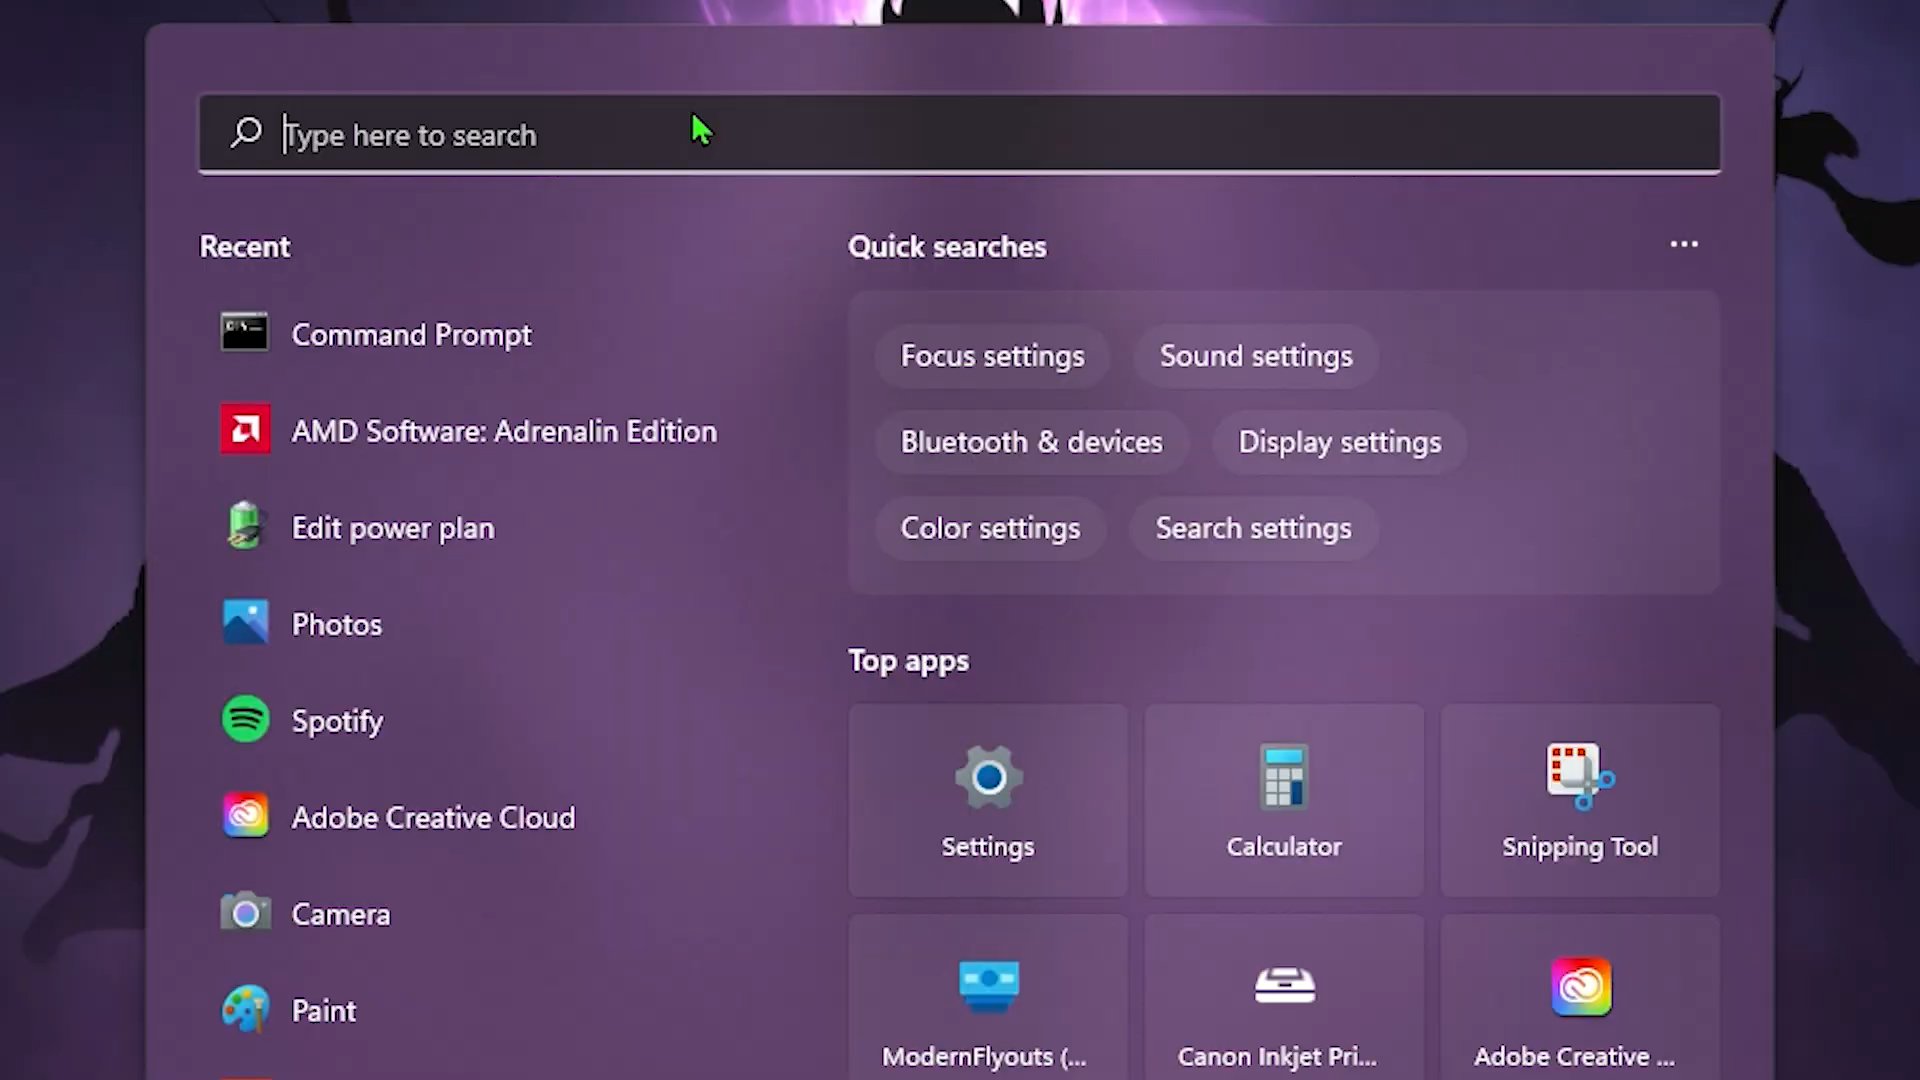 Type here to search
Recent
Command Prompt
AMD Software: Adrenalin Edition
Edit power plan
Photos
Spotify
Adobe Creative Cloud
Camera
Paint
Quick searches
Focus settings
Sound settings
Bluetooth & devices
Display settings
Color settings
Search settings
Top apps
Settings
Calculator
Snipping Tool
ModernFlyouts (...
Canon Inkjet Pri...
Adobe Creative ...